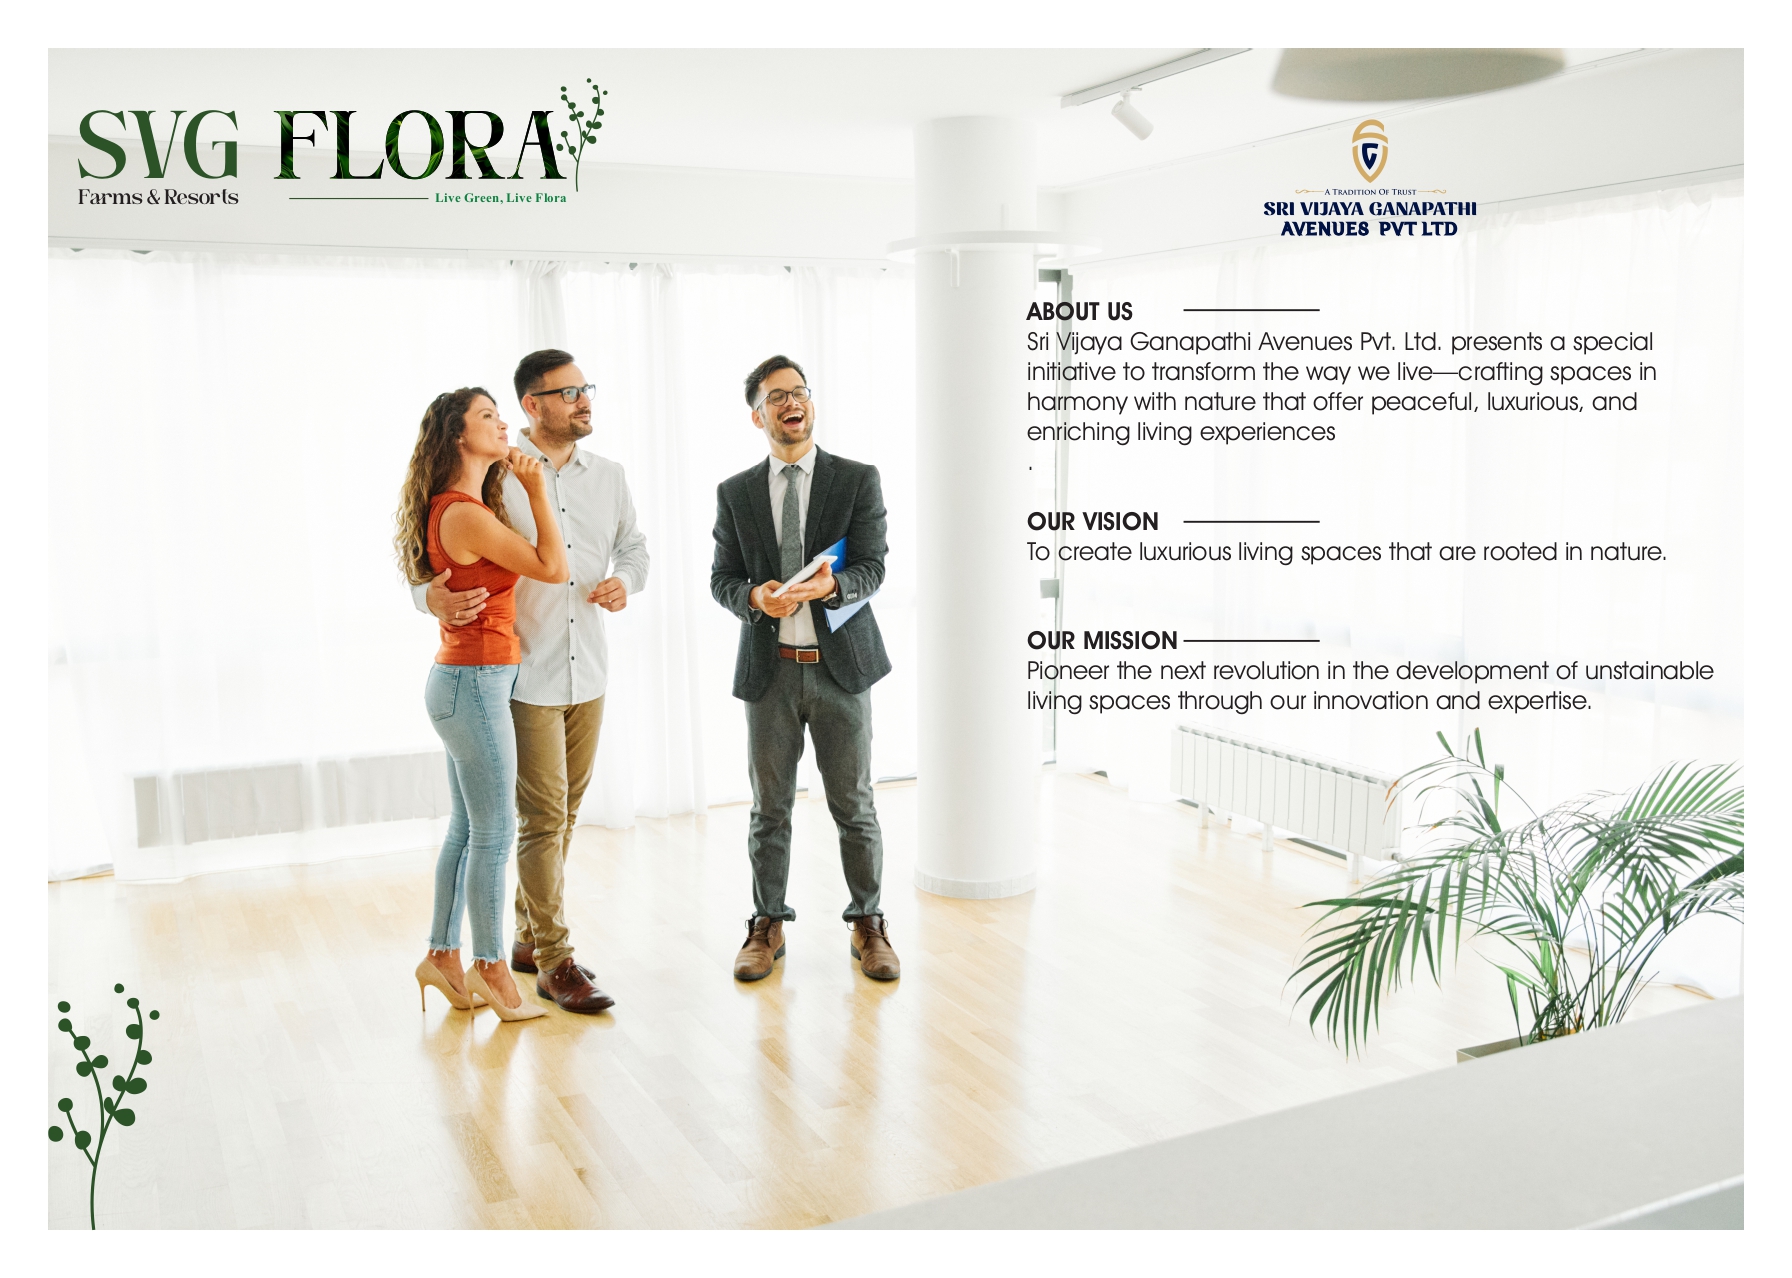 SVG FLORA
Farms & Resorts
Live Green, Live Flora
A TRADITION OF TRUST
SRI VIJAYA GANAPATHI
AVENUES PVT LTD
ABOUT US
Sri Vijaya Ganapathi Avenues Pvt. Ltd. presents a special
initiative to transform the way we live—crafting spaces in
harmony with nature that offer peaceful, luxurious, and
enriching living experiences
.
OUR VISION
To create luxurious living spaces that are rooted in nature.
OUR MISSION
Pioneer the next revolution in the development of unstainable
living spaces through our innovation and expertise.